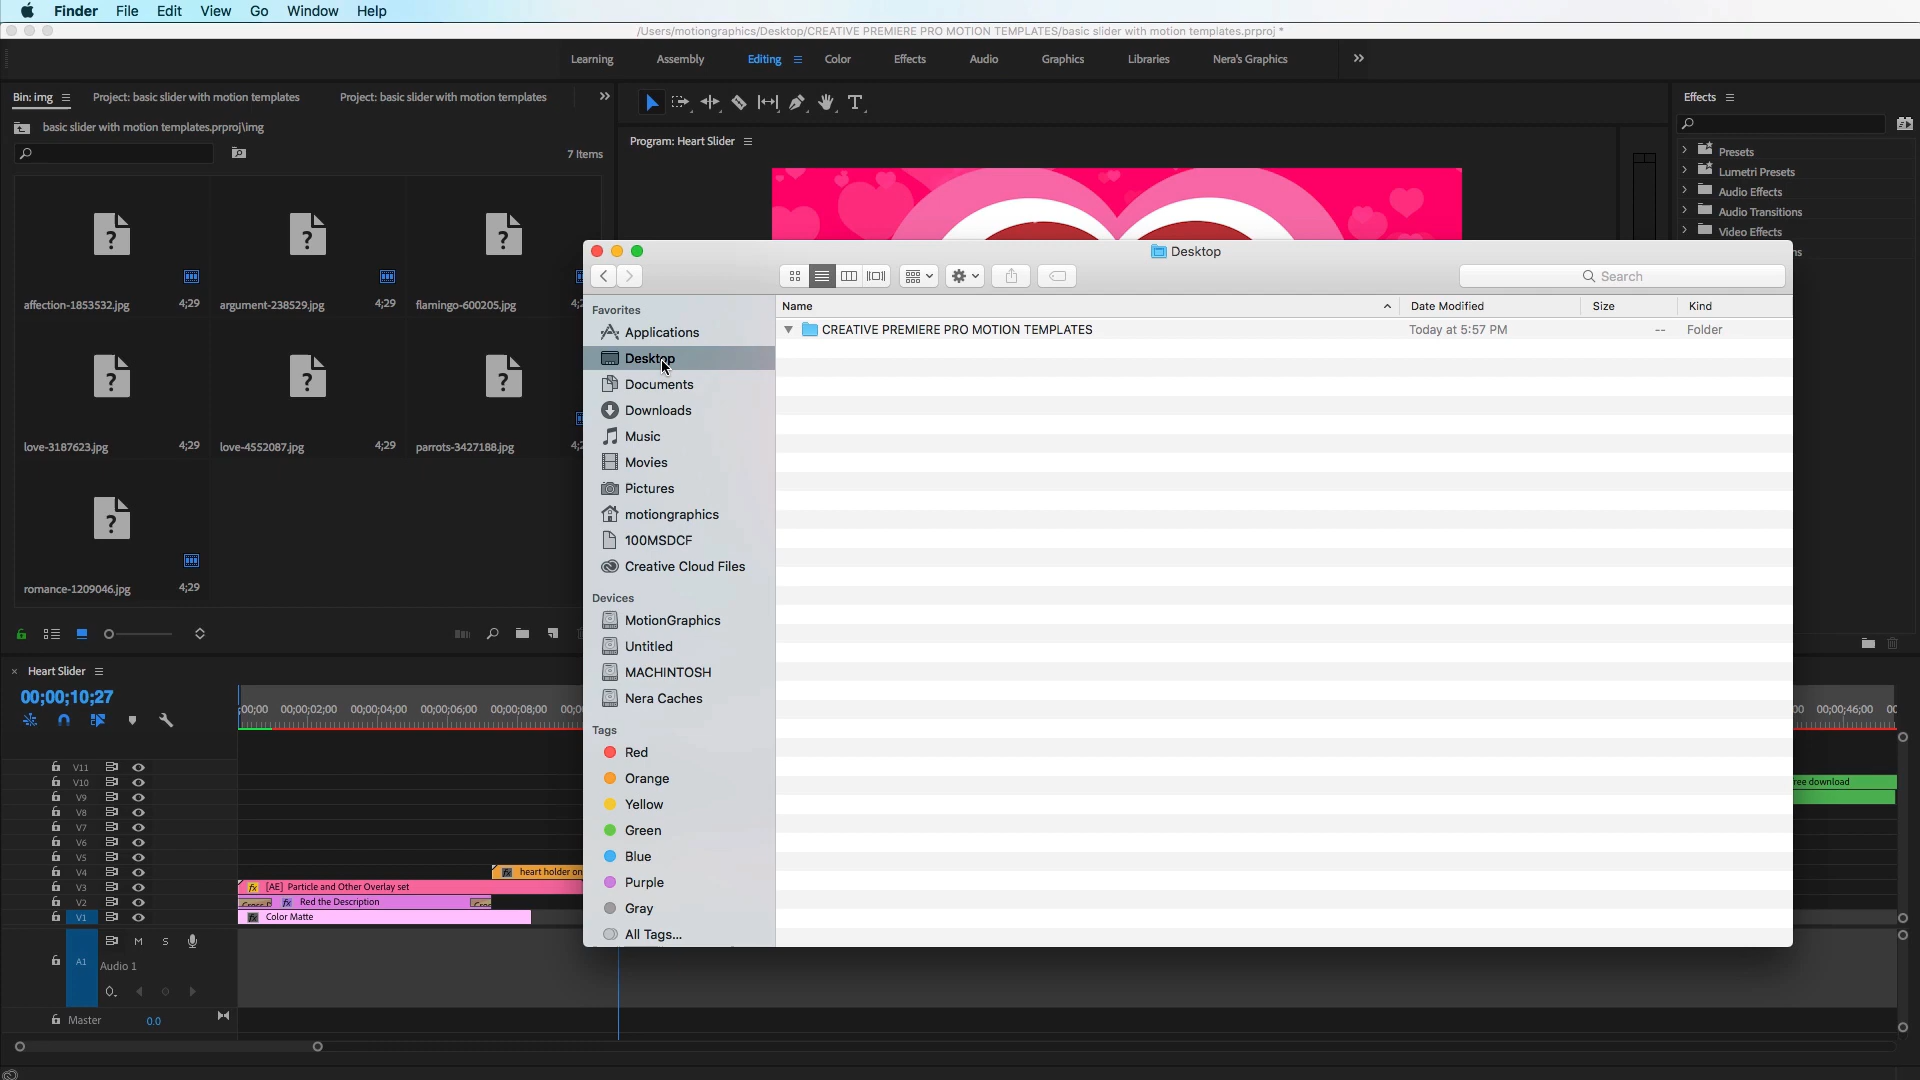 Finder File Edit View Go Window Help
/Users/motiongraphics/Desktop/CREATIVE PREMIERE PRO MOTION TEMPLATES/basic slider with motion templates.prproj *
Learning Assembly Editing Color Effects Audio Graphics Libraries Nera's Graphics
Bin: img Project: basic slider with motion templates Project: basic slider with motion templates
Effects
basic slider with motion templates.prproj\img
Program: Heart Slider
7 Items
Presets
Lumetri Presets
Audio Effects
Audio Transitions
Video Effects
affection-1853532.jpg 4;29 argument-238529.jpg 4;29 flamingo-600205.jpg
love-3187623.jpg 4;29 love-4552087.jpg 4;29 parrots-3427188.jpg
romance-1209046.jpg 4;29
Desktop
Search
Name Date Modified Size Kind
CREATIVE PREMIERE PRO MOTION TEMPLATES Today at 5:57 PM -- Folder
Favorites
Applications
Desktop
Documents
Downloads
Music
Movies
Pictures
motiongraphics
100MSDCF
Creative Cloud Files
Devices
MotionGraphics
Untitled
MACHINTOSH
Nera Caches
Tags
Red
Orange
Yellow
Green
Blue
Purple
Gray
All Tags...
Heart Slider
00;00;10;27
;00;00 00;00;02;00 00;00;04;00 00;00;06;00 00;00;08;00 00;00;46;00
V11
V10
V9
V8
V7
V6
V5
V4 fx heart holder on
V3 fx [AE] Particle and Other Overlay set
V2 fx Red the Description
V1 fx Color Matte
ree download
M S
A1
Audio 1
Master 0.0